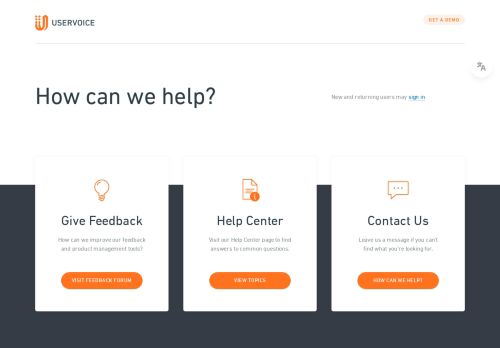 USERVOICE
GET A DEMO
How can we help?
New and returning users may sign in
Give Feedback
How can we improve our feedback
and product management tools?
VISIT FEEDBACK FORUM
Help Center
Visit our Help Center page to find
answers to common questions.
VIEW TOPICS
Contact Us
Leave us a message if you can't
find what you're looking for.
HOW CAN WE HELP?